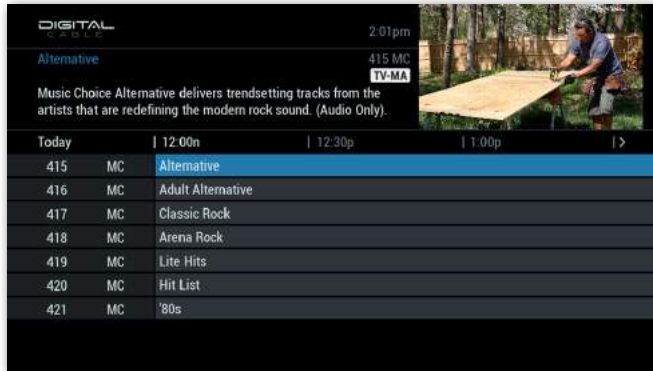 DIGITAL
CABLE
2:01pm
Alternative
415 MC
TV-MA
Music Choice Alternative delivers trendsetting tracks from the
artists that are redefining the modern rock sound. (Audio Only).
Today | 12:00n | 12:30p | 1:00p | >
415 MC Alternative
416 MC Adult Alternative
417 MC Classic Rock
418 MC Arena Rock
419 MC Lite Hits
420 MC Hit List
421 MC '80s